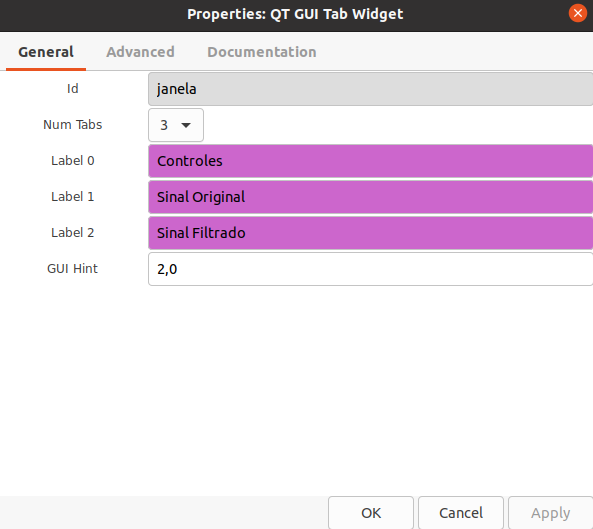 Properties: QT GUI Tab Widget
General Advanced Documentation
Id janela
Num Tabs 3
Label 0 Controles
Label 1 Sinal Original
Label 2 Sinal Filtrado
GUI Hint 2,0
OK Cancel Apply